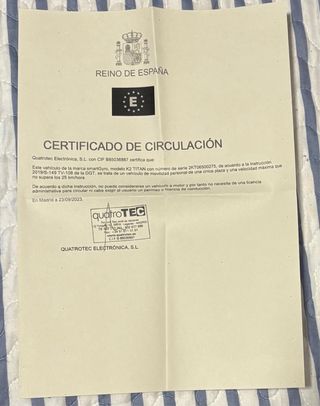 REINO DE ESPAÑA
E
CERTIFICADO DE CIRCULACIÓN
Quatrotec Electrónica, S.L. con CIF B85036887 certifica que:
Este vehículo de la marca smartGyro, modelo K2 TITAN con número de serie 2KT06500275, de acuerdo a la instrucción
2019/S-149 TV-108 de la DGT, se trata de un vehículo de movilidad personal de una única plaza y una velocidad máxima que
no supera los 25 km/hora
De acuerdo a dicha instrucción, no puede considerarse un vehículo a motor y por tanto no necesita de una licencia
administrativa para circular ni cabe exigir al usuario un permiso o licencia de conducción.
En Madrid a 23/09/2023.
quatroTEC
QUATROTEC ELECTRÓNICA, S.L